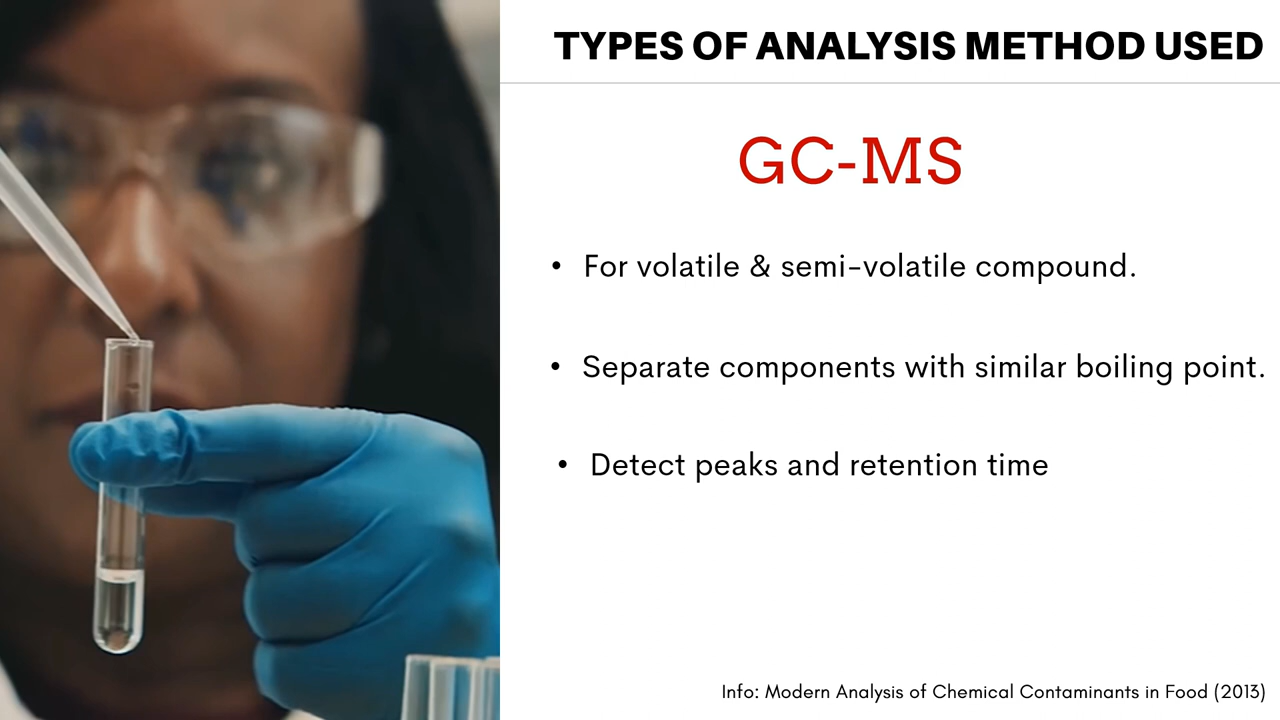 TYPES OF ANALYSIS METHOD USED
GC-MS
• For volatile & semi-volatile compound.
• Separate components with similar boiling point.
• Detect peaks and retention time
Info: Modern Analysis of Chemical Contaminants in Food (2013)